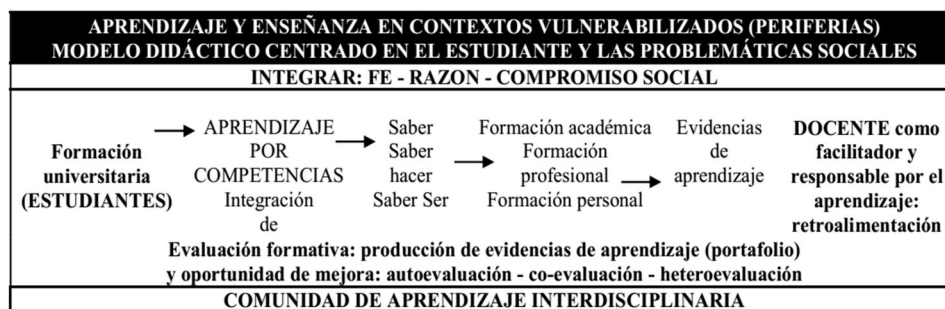 APRENDIZAJE Y ENSEÑANZA EN CONTEXTOS VULNERABILIZADOS (PERIFERIAS)
MODELO DIDÁCTICO CENTRADO EN EL ESTUDIANTE Y LAS PROBLEMÁTICAS SOCIALES
INTEGRAR: FE - RAZON - COMPROMISO SOCIAL
Formación
universitaria
(ESTUDIANTES)
APRENDIZAJE
POR
COMPETENCIAS
Integración
de
Saber
Saber
hacer
Saber Ser
Formación académica
Formación
profesional
Formación personal
Evidencias
de
aprendizaje
DOCENTE como
facilitador y
responsable por el
aprendizaje:
retroalimentación
Evaluación formativa: producción de evidencias de aprendizaje (portafolio)
y oportunidad de mejora: autoevaluación - co-evaluación - heteroevaluación
COMUNIDAD DE APRENDIZAJE INTERDISCIPLINARIA